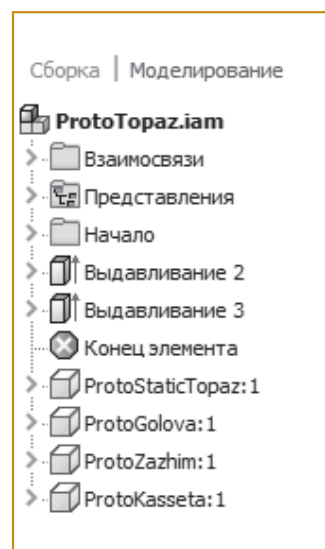 Сборка | Моделирование
ProtoTopaz.iam
Взаимосвязи
Представления
Начало
Выдавливание 2
Выдавливание 3
Конец элемента
ProtoStaticTopaz:1
ProtoGolova:1
ProtoZazhim:1
ProtoKasseta:1